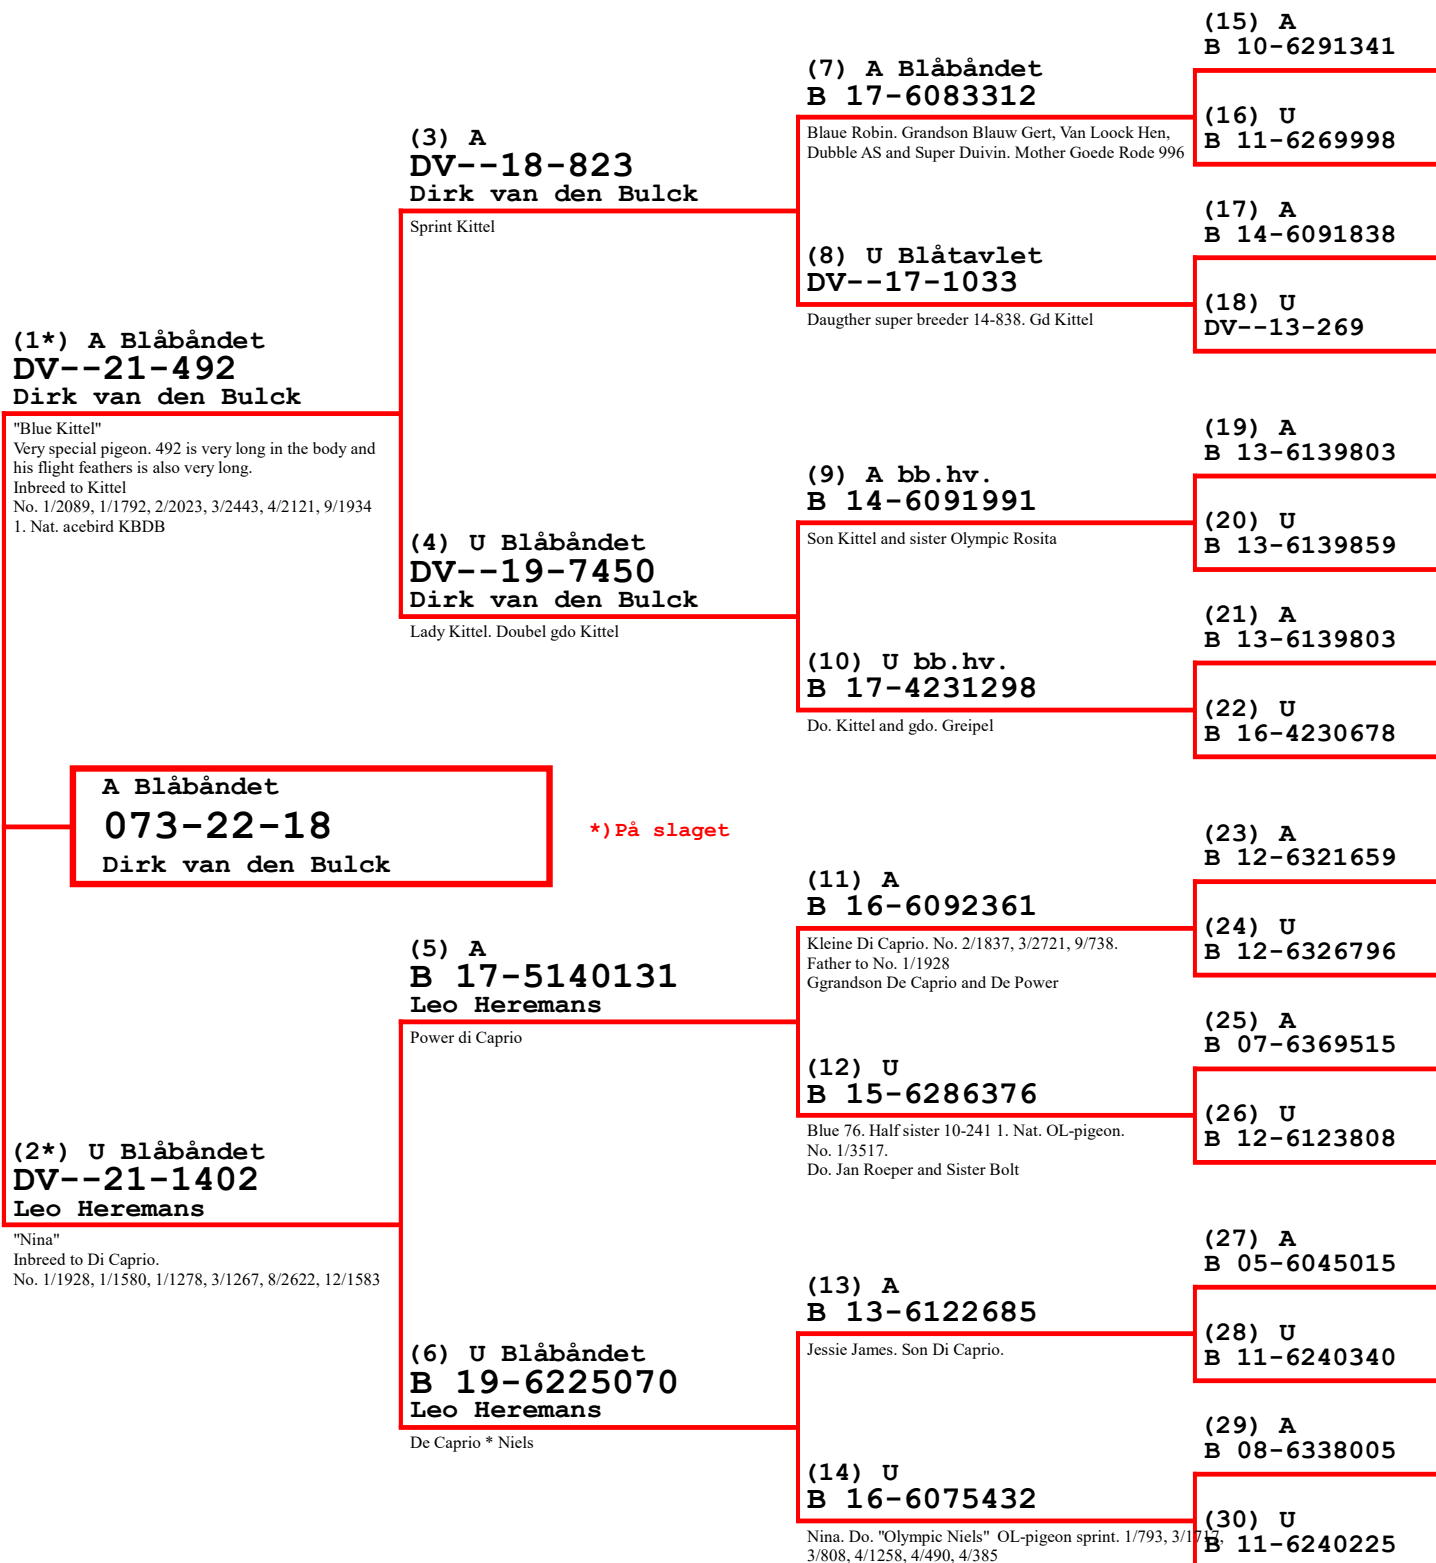 (1*) A Blåbåndet
DV--21-492
Dirk van den Bulck
"Blue Kittel"
Very special pigeon. 492 is very long in the body and
his flight feathers is also very long.
Inbreed to Kittel
No. 1/2089, 1/1792, 2/2023, 3/2443, 4/2121, 9/1934
1. Nat. acebird KBDB
A Blåbåndet
073-22-18
Dirk van den Bulck
*)På slaget
(2*) U Blåbåndet
DV--21-1402
Leo Heremans
"Nina"
Inbreed to Di Caprio.
No. 1/1928, 1/1580, 1/1278, 3/1267, 8/2622, 12/1583
(3) A
DV--18-823
Dirk van den Bulck
Sprint Kittel
(4) U Blåbåndet
DV--19-7450
Dirk van den Bulck
Lady Kittel. Doubel gdo Kittel
(5) A
B 17-5140131
Leo Heremans
Power di Caprio
(6) U Blåbåndet
B 19-6225070
Leo Heremans
De Caprio * Niels
(7) A Blåbåndet
B 17-6083312
Blaue Robin. Grandson Blauw Gert, Van Loock Hen,
Dubble AS and Super Duivin. Mother Goede Rode 996
(8) U Blåtavlet
DV--17-1033
Daugther super breeder 14-838. Gd Kittel
(9) A bb.hv.
B 14-6091991
Son Kittel and sister Olympic Rosita
(10) U bb.hv.
B 17-4231298
Do. Kittel and gdo. Greipel
(11) A
B 16-6092361
Kleine Di Caprio. No. 2/1837, 3/2721, 9/738.
Father to No. 1/1928
Ggrandson De Caprio and De Power
(12) U
B 15-6286376
Blue 76. Half sister 10-241 1. Nat. OL-pigeon.
No. 1/3517.
Do. Jan Roeper and Sister Bolt
(13) A
B 13-6122685
Jessie James. Son Di Caprio.
(14) U
B 16-6075432
Nina. Do. "Olympic Niels" OL-pigeon sprint. 1/793, 3/1717,
3/808, 4/1258, 4/490, 4/385
(15) A
B 10-6291341
(16) U
B 11-6269998
(17) A
B 14-6091838
(18) U
DV--13-269
(19) A
B 13-6139803
(20) U
B 13-6139859
(21) A
B 13-6139803
(22) U
B 16-4230678
(23) A
B 12-6321659
(24) U
B 12-6326796
(25) A
B 07-6369515
(26) U
B 12-6123808
(27) A
B 05-6045015
(28) U
B 11-6240340
(29) A
B 08-6338005
(30) U
B 11-6240225